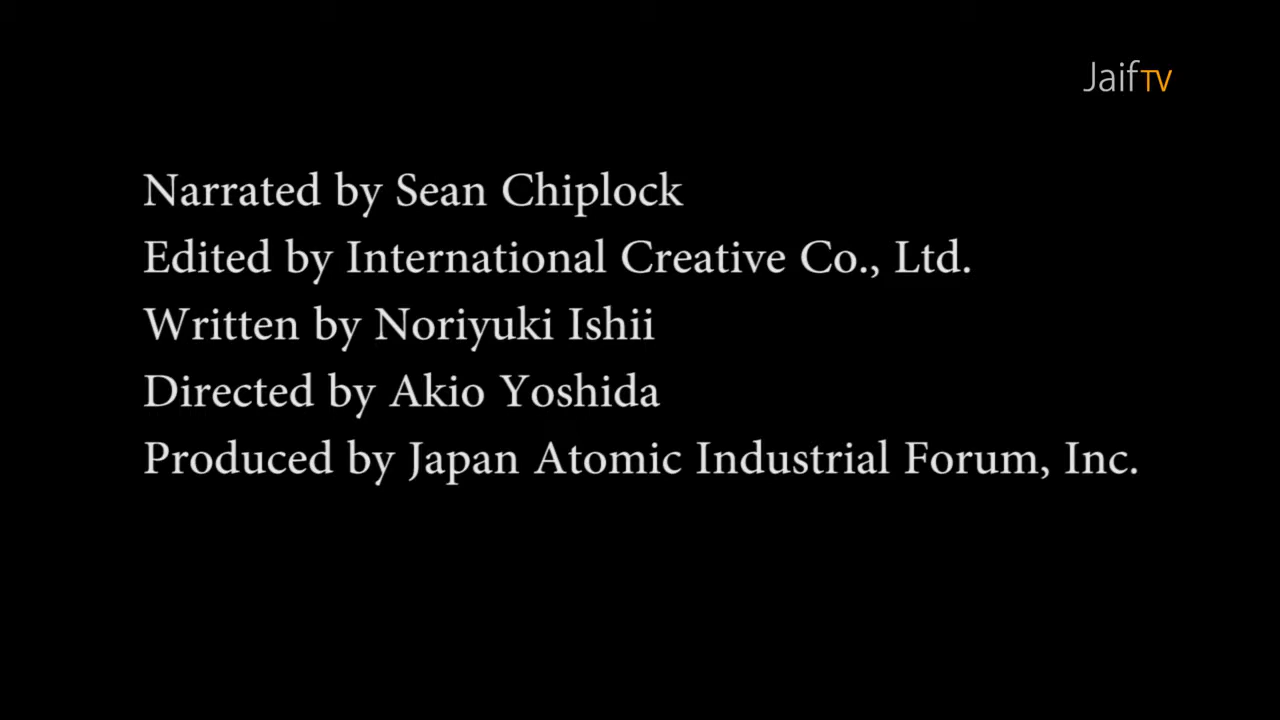 JaifTV
Narrated by Sean Chiplock
Edited by International Creative Co., Ltd.
Written by Noriyuki Ishii
Directed by Akio Yoshida
Produced by Japan Atomic Industrial Forum, Inc.